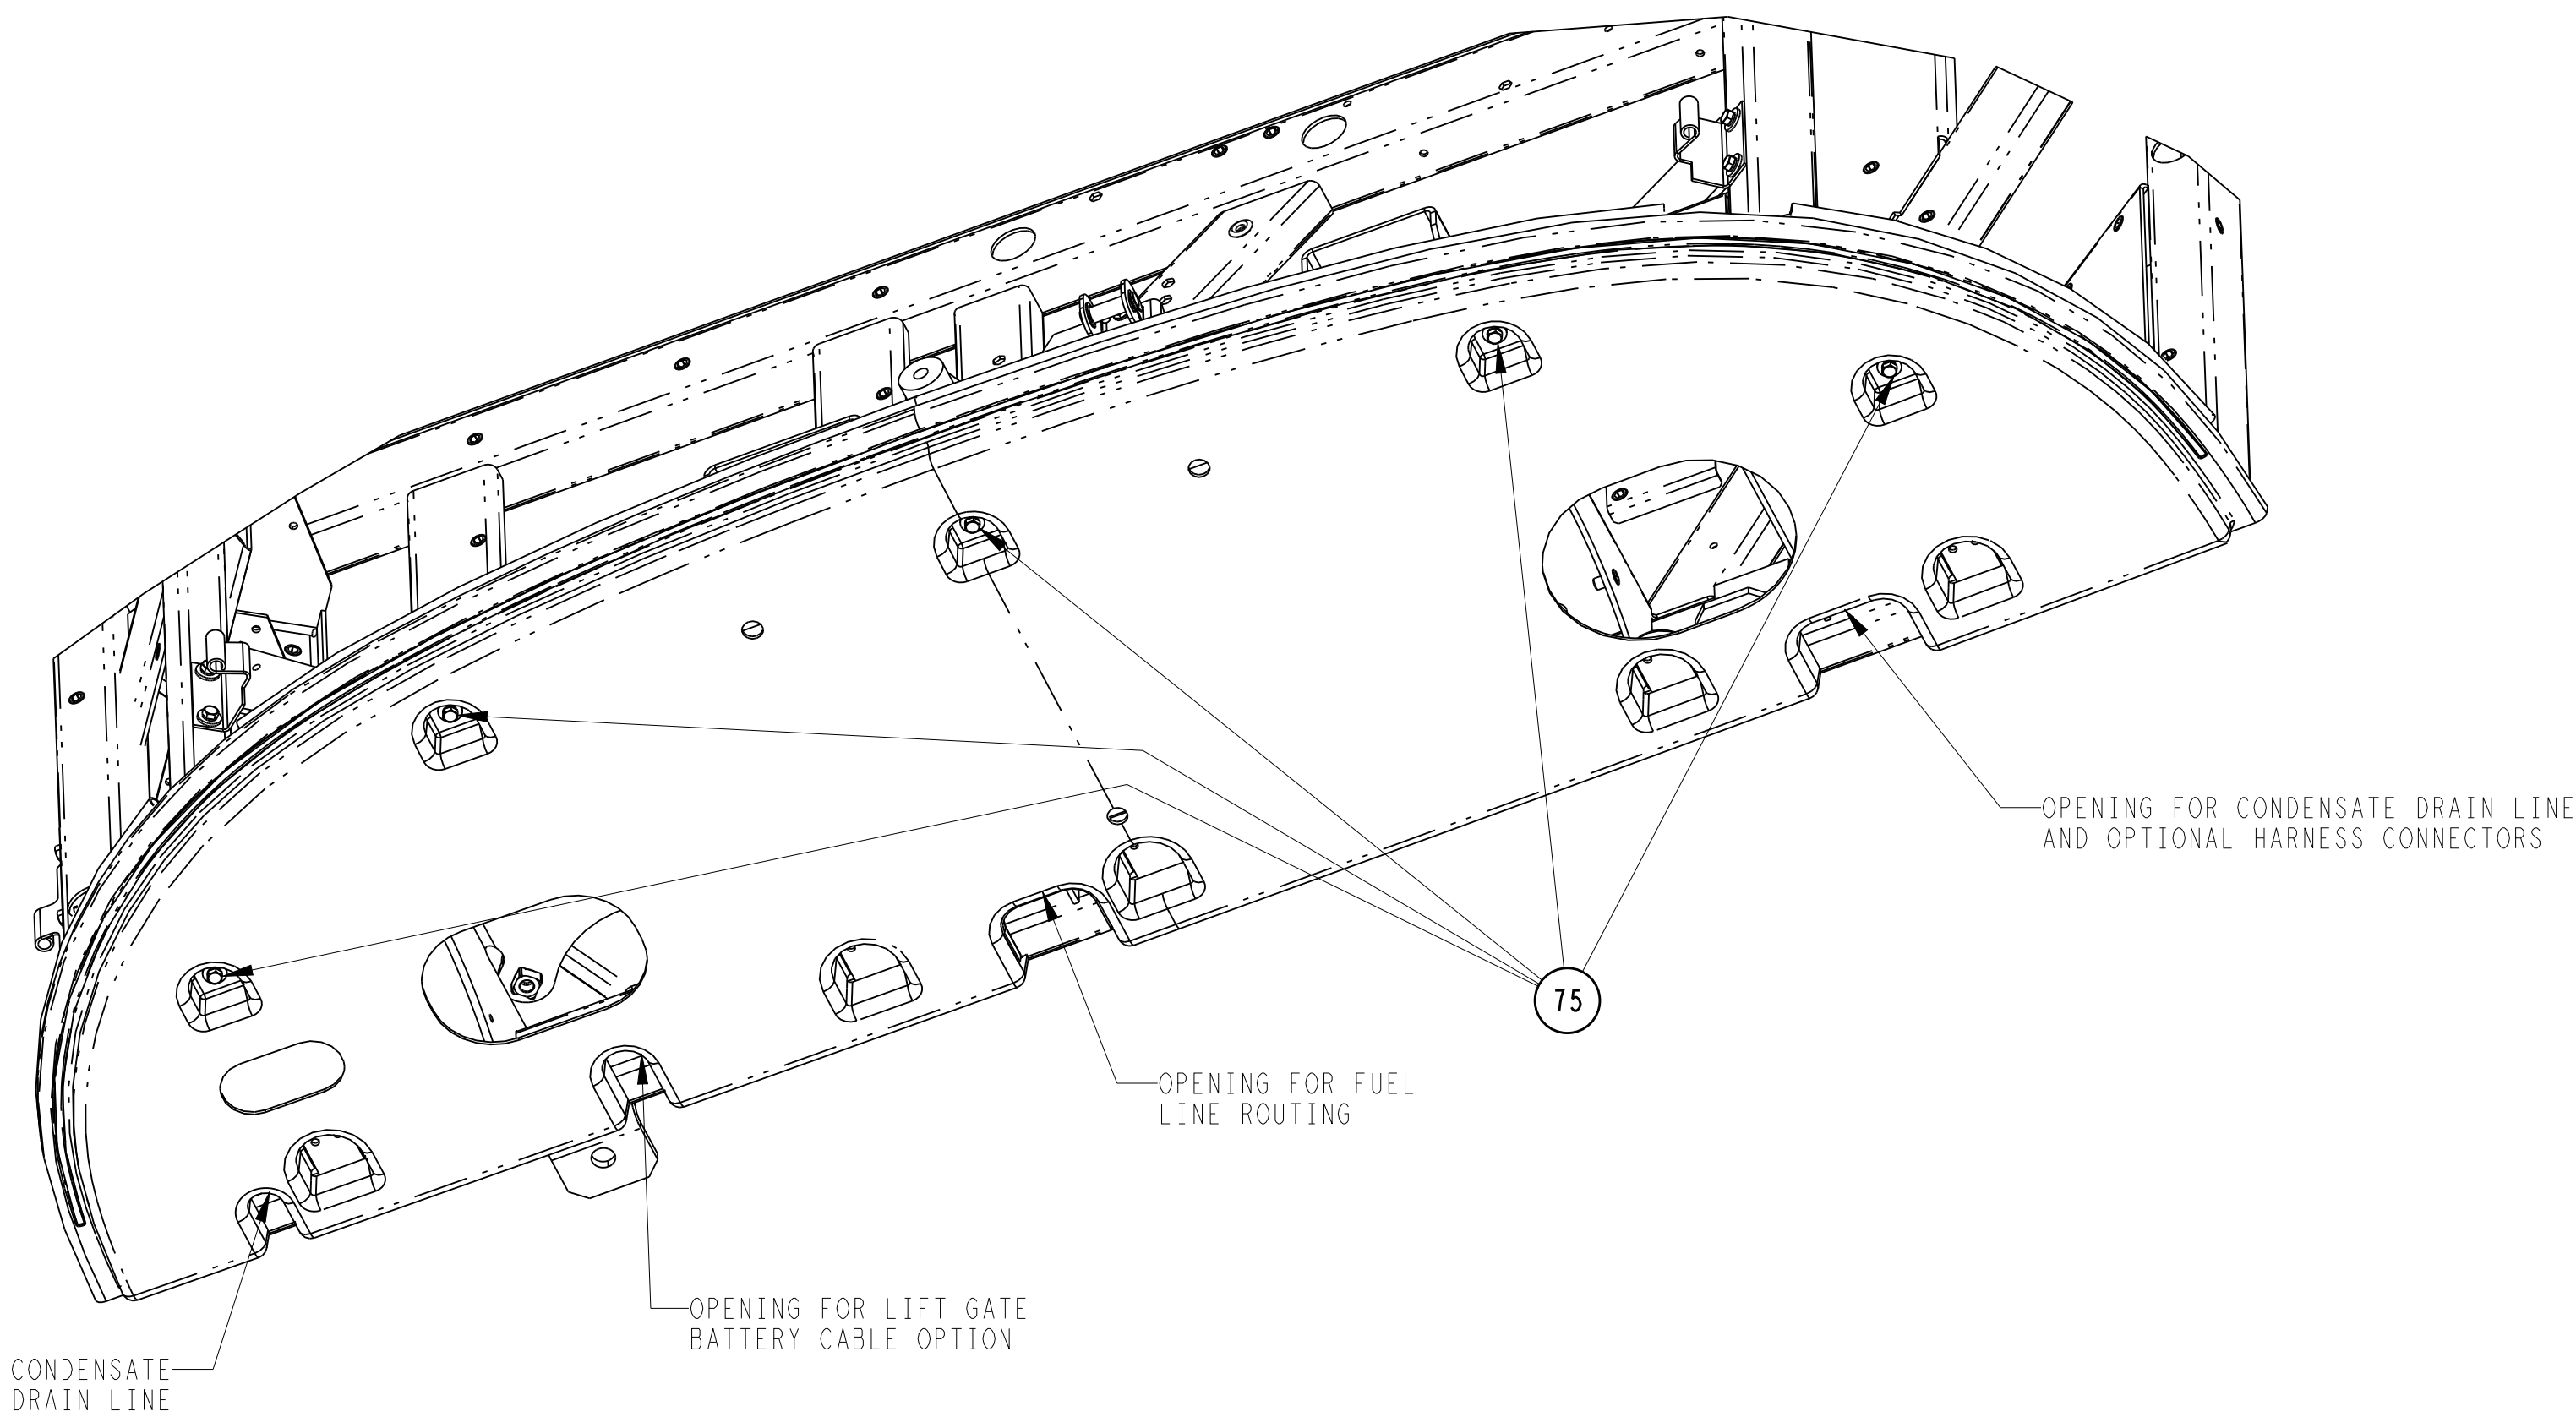 OPENING FOR CONDENSATE DRAIN LINE
AND OPTIONAL HARNESS CONNECTORS
75
OPENING FOR FUEL
LINE ROUTING
OPENING FOR LIFT GATE
BATTERY CABLE OPTION
CONDENSATE
DRAIN LINE